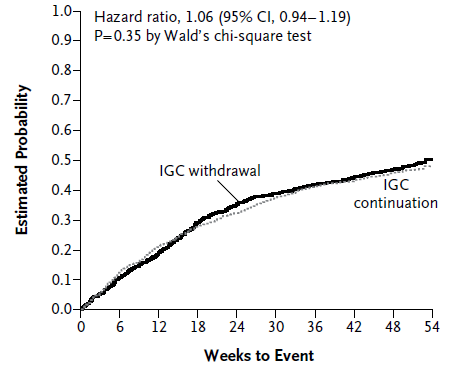 Hazard ratio, 1.06 (95% CI, 0.94–1.19)
P=0.35 by Wald's chi-square test
Estimated Probability
1.0
0.9
0.8
0.7
0.6
0.5
0.4
0.3
0.2
0.1
0.0
IGC withdrawal
IGC
continuation
0 6 12 18 24 30 36 42 48 54
Weeks to Event